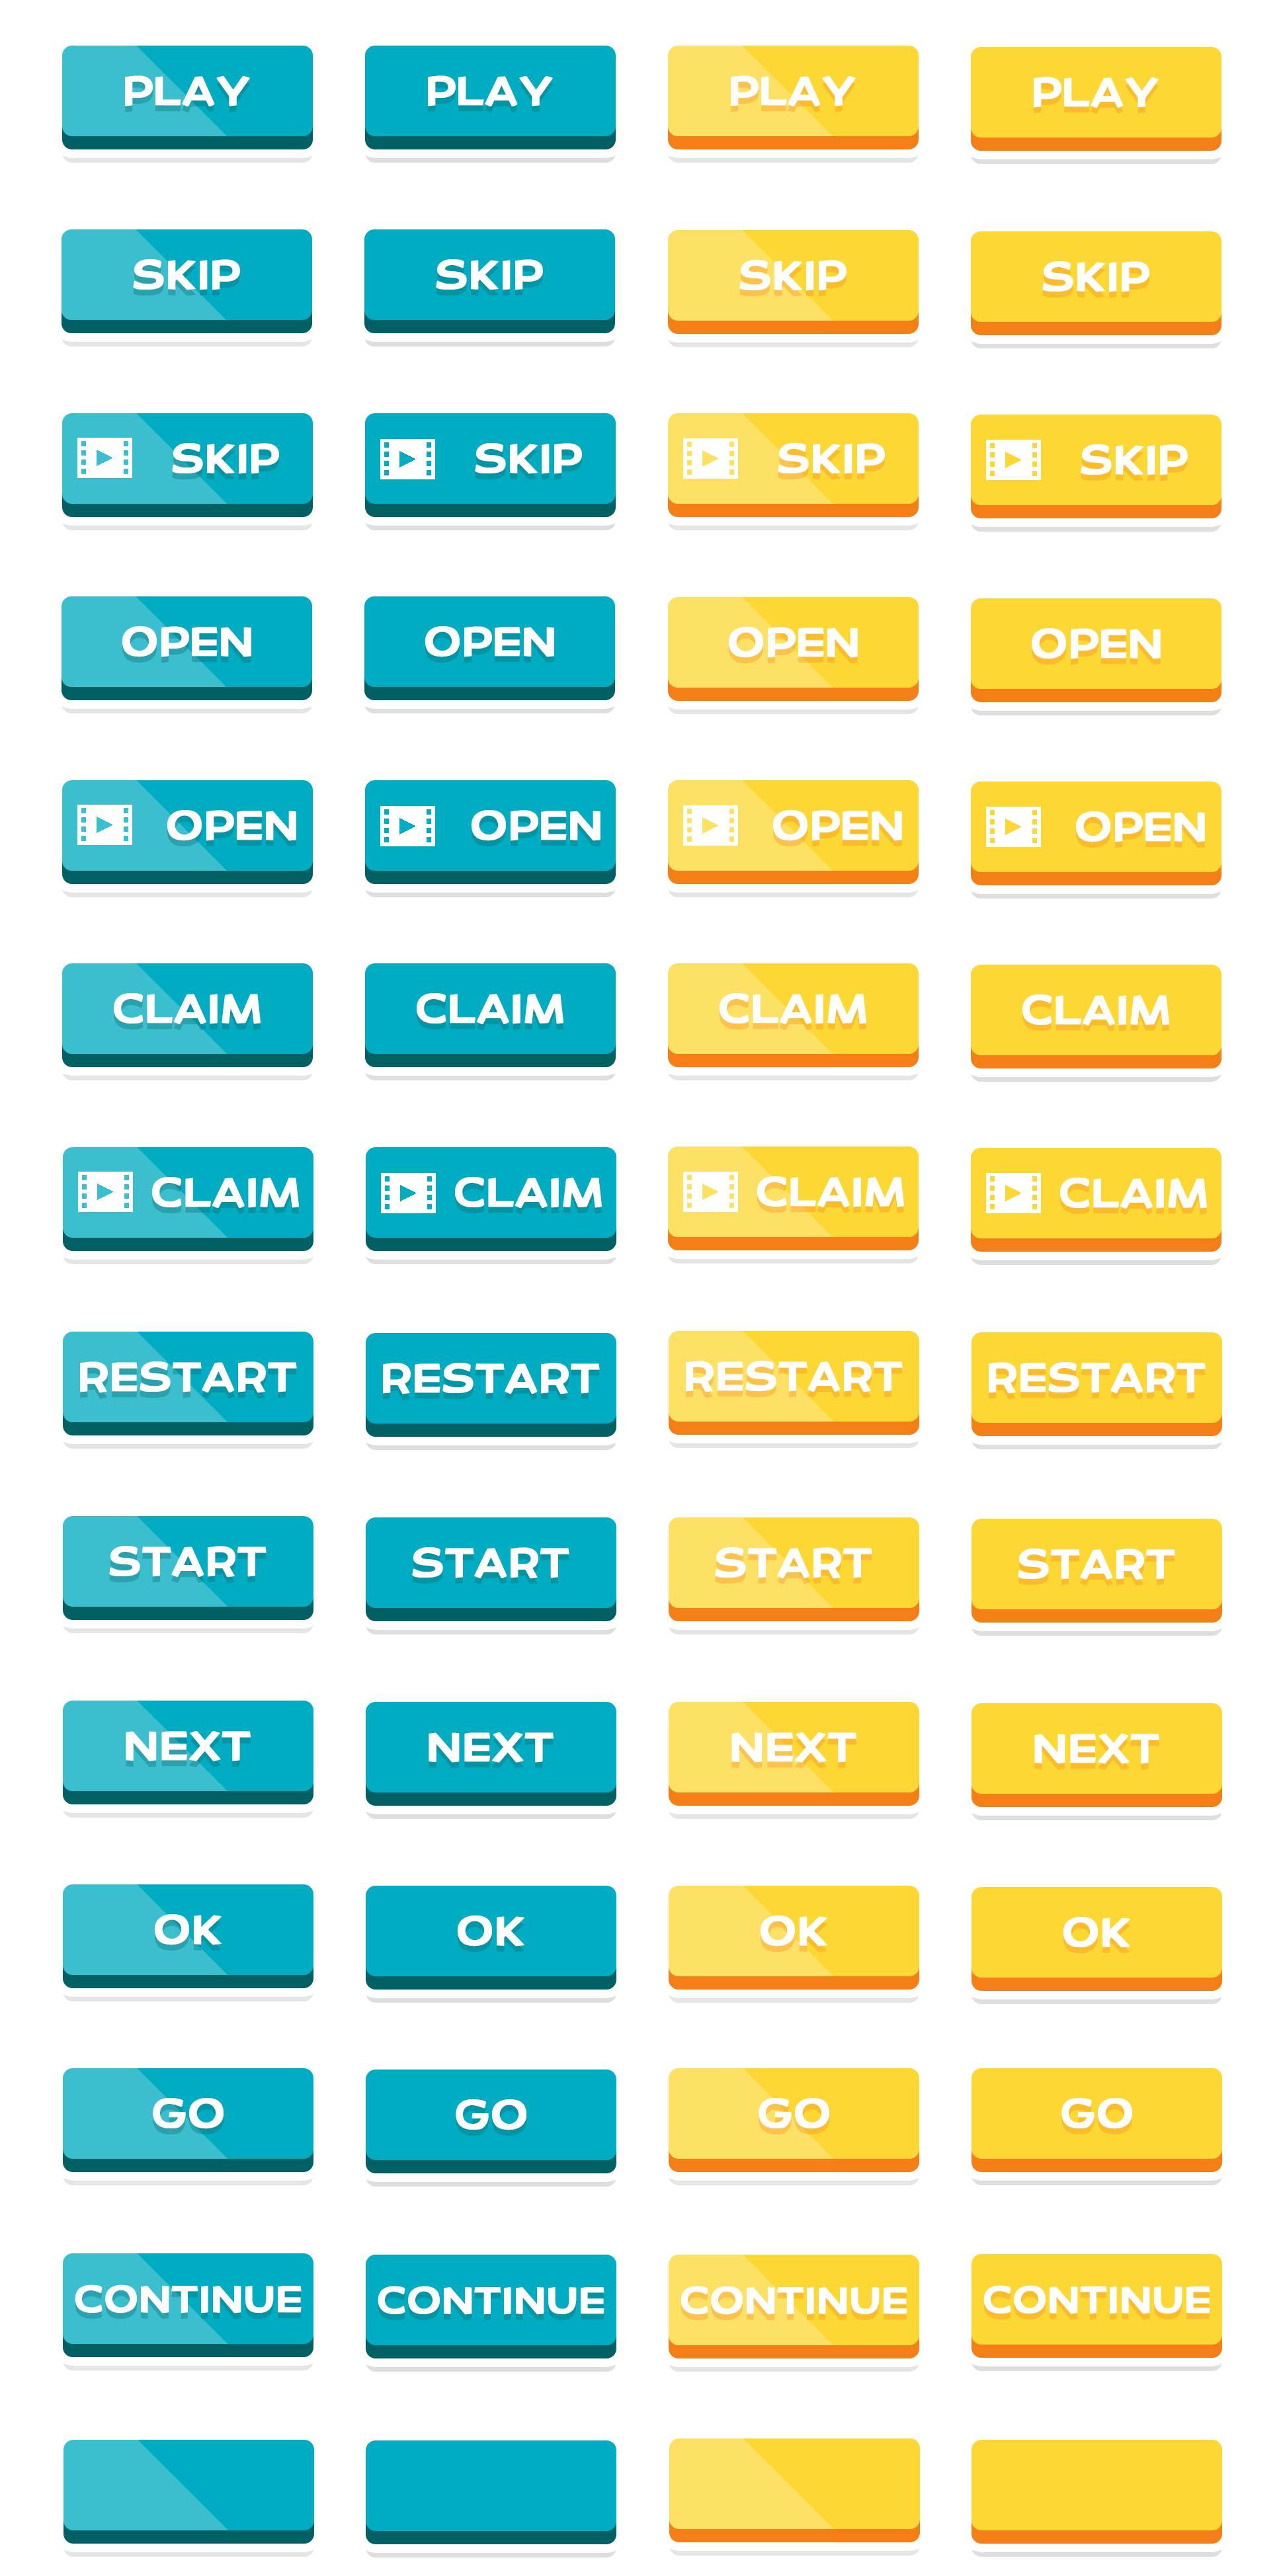 PLAY PLAY PLAY PLAY
SKIP SKIP SKIP SKIP
SKIP SKIP SKIP SKIP
OPEN OPEN OPEN OPEN
OPEN OPEN OPEN OPEN
CLAIM CLAIM CLAIM CLAIM
CLAIM CLAIM CLAIM CLAIM
RESTART RESTART RESTART RESTART
START START START START
NEXT NEXT NEXT NEXT
OK OK OK OK
GO GO GO GO
CONTINUE CONTINUE CONTINUE CONTINUE